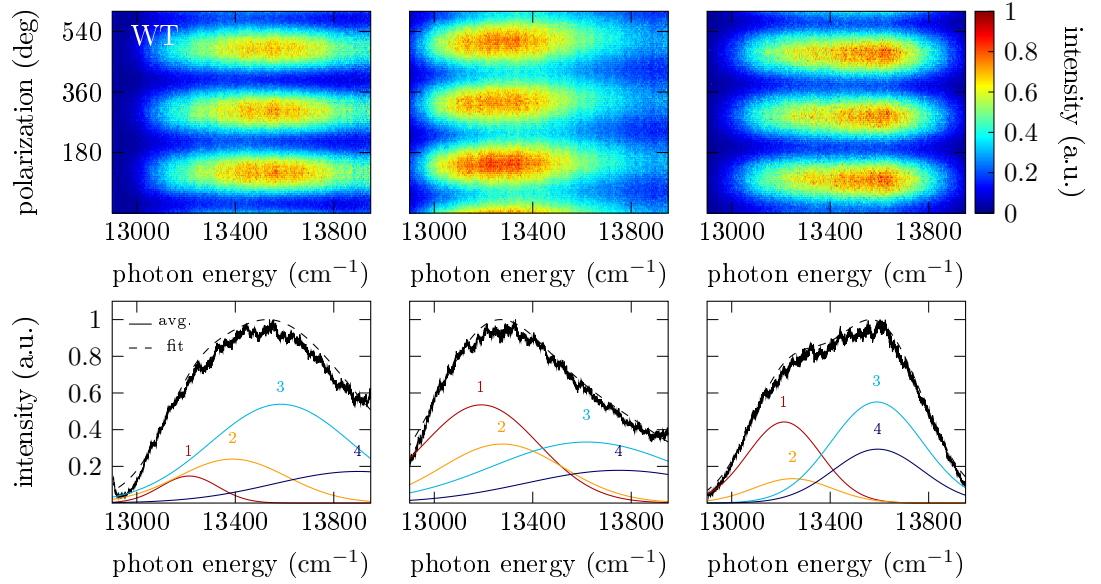 polarization (deg)
540
360
180
WT
1
0.8
0.6
0.4
0.2
0
intensity (a.u.)
13000 13400 13800 13000 13400 13800 13000 13400 13800
photon energy (cm⁻¹) photon energy (cm⁻¹) photon energy (cm⁻¹)
intensity (a.u.)
1
0.8
0.6
0.4
0.2
avg.
fit
1 2 3 4
1 2 3 4
1 2 3 4
13000 13400 13800 13000 13400 13800 13000 13400 13800
photon energy (cm⁻¹) photon energy (cm⁻¹) photon energy (cm⁻¹)